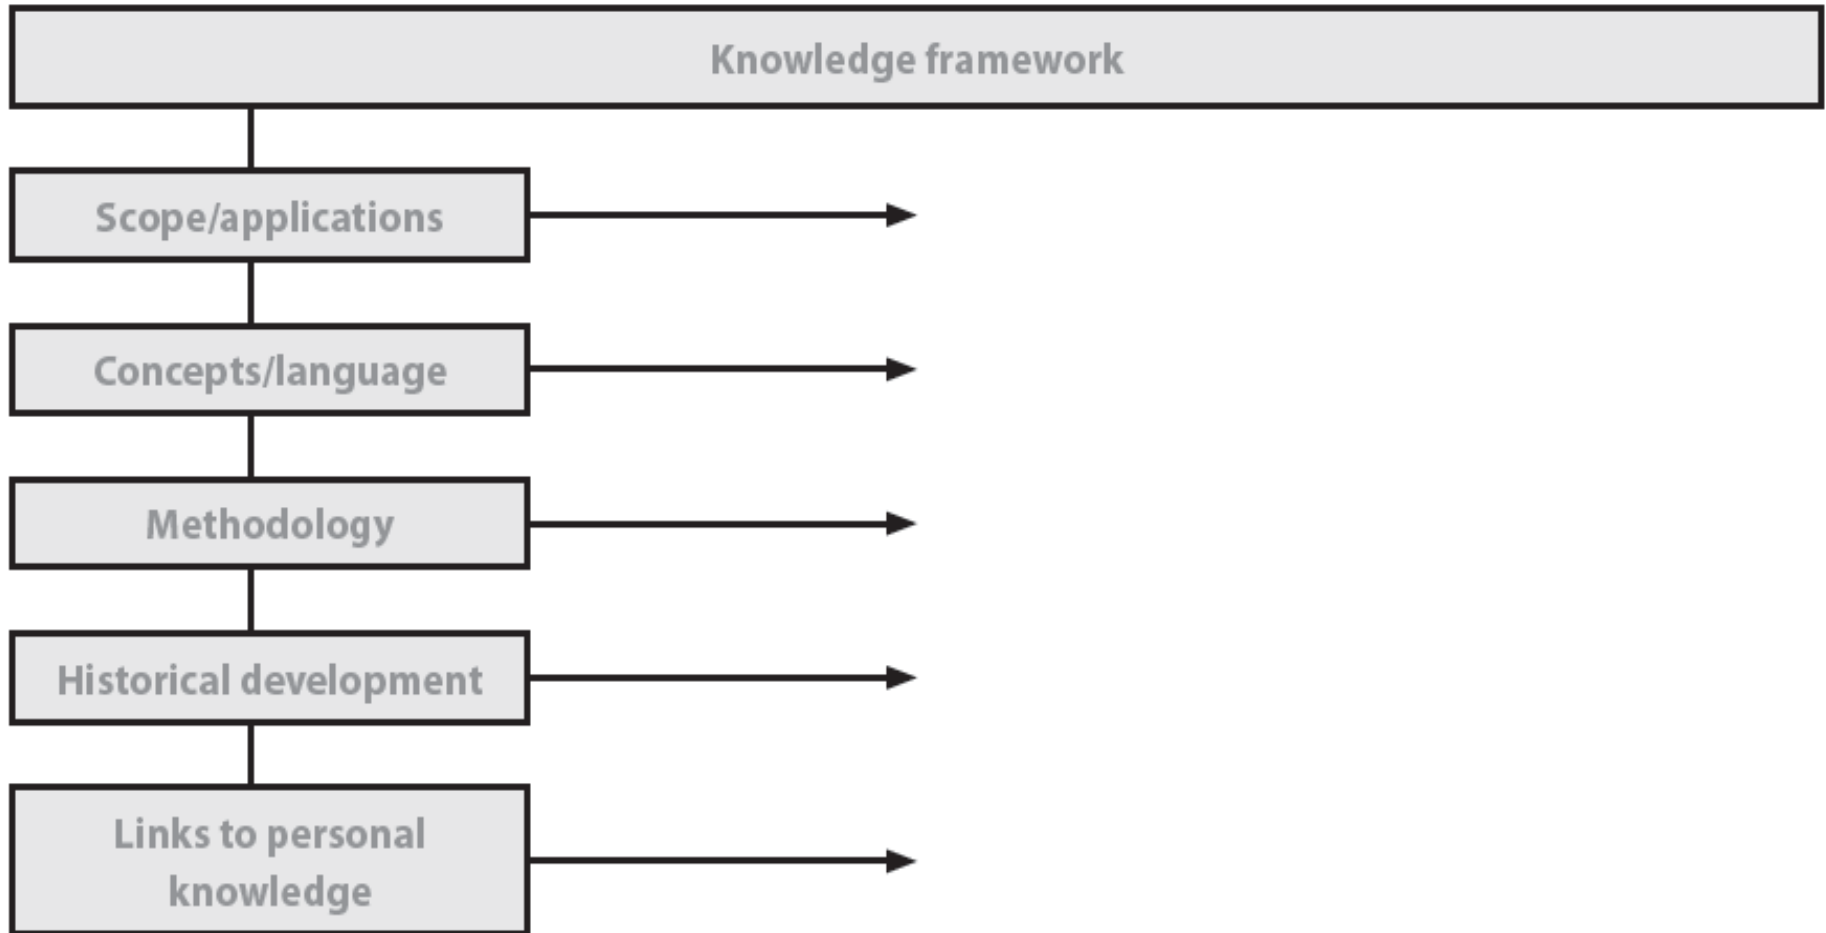 Knowledge framework
Scope/applications
Concepts/language
Methodology
Historical development
Links to personal
knowledge